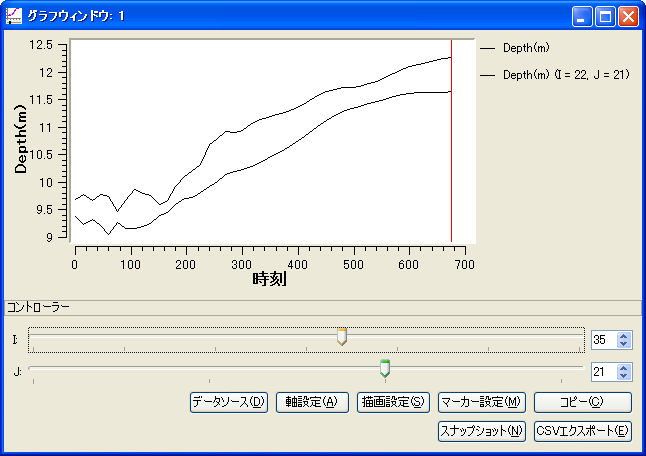 グラフウィンドウ: 1
12.5
12
11.5
11
10.5
10
9.5
9
Depth(m)
0 100 200 300 400 500 600 700
時刻
Depth(m)
Depth(m) (I = 22, J = 21)
コントローラー
I: 35
J: 21
データソース(D) 軸設定(A) 描画設定(S) マーカー設定(M) コピー(C)
スナップショット(N) CSVエクスポート(E)